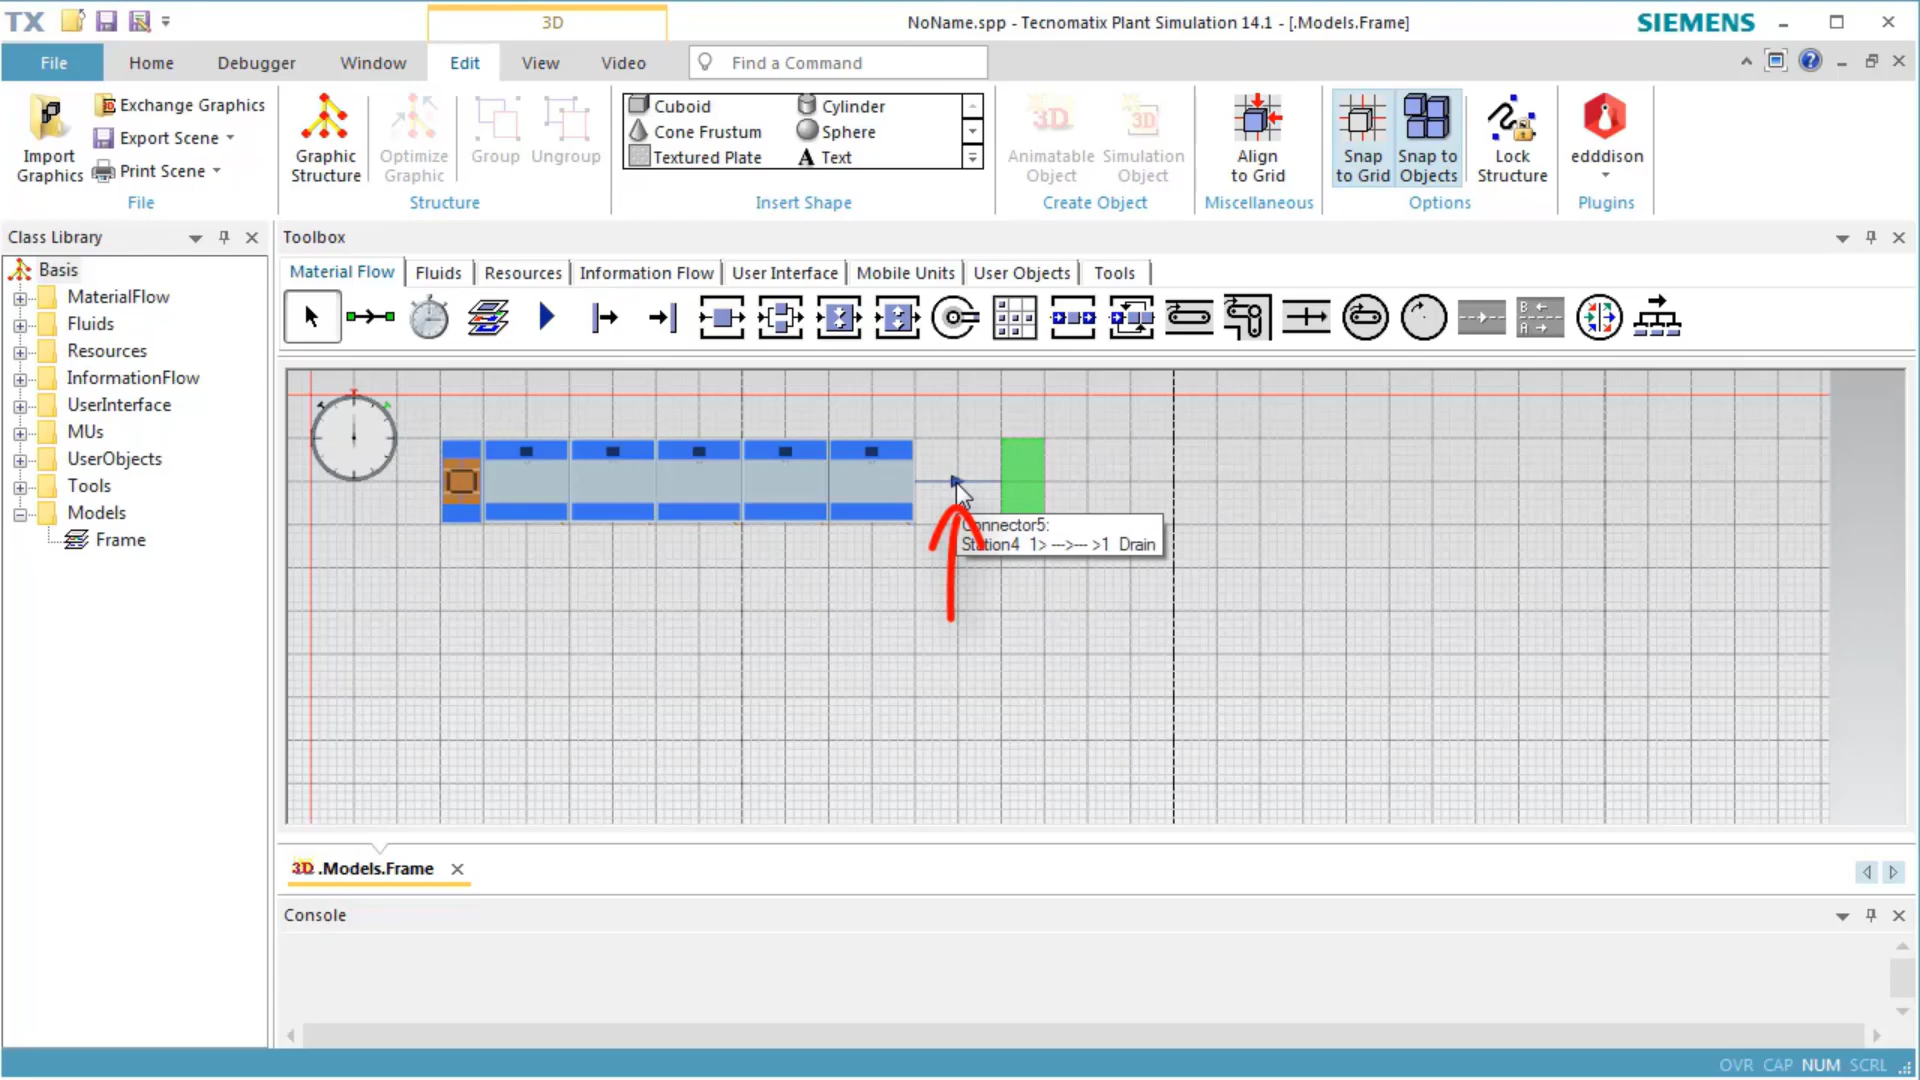 TX
3D
NoName.spp - Tecnomatix Plant Simulation 14.1 - [.Models.Frame]
SIEMENS
File
Home
Debugger
Window
Edit
View
Video
Find a Command
Import
Graphics
Exchange Graphics
Export Scene
Print Scene
Graphic
Structure
Optimize
Graphic
Group
Ungroup
Cuboid
Cylinder
Cone Frustum
Sphere
Textured Plate
A Text
3D
Animatable
Object
3D
Simulation
Object
Align
to Grid
Snap
to Grid
Snap to
Objects
Lock
Structure
edddison
File
Structure
Insert Shape
Create Object
Miscellaneous
Options
Plugins
Class Library
Basis
MaterialFlow
Fluids
Resources
InformationFlow
UserInterface
MUs
UserObjects
Tools
Models
Frame
Toolbox
Material Flow
Fluids
Resources
Information Flow
User Interface
Mobile Units
User Objects
Tools
B
A
Connector5:
Station4 1> --->--- >1 Drain
3D .Models.Frame
Console
OVR CAP NUM SCRL